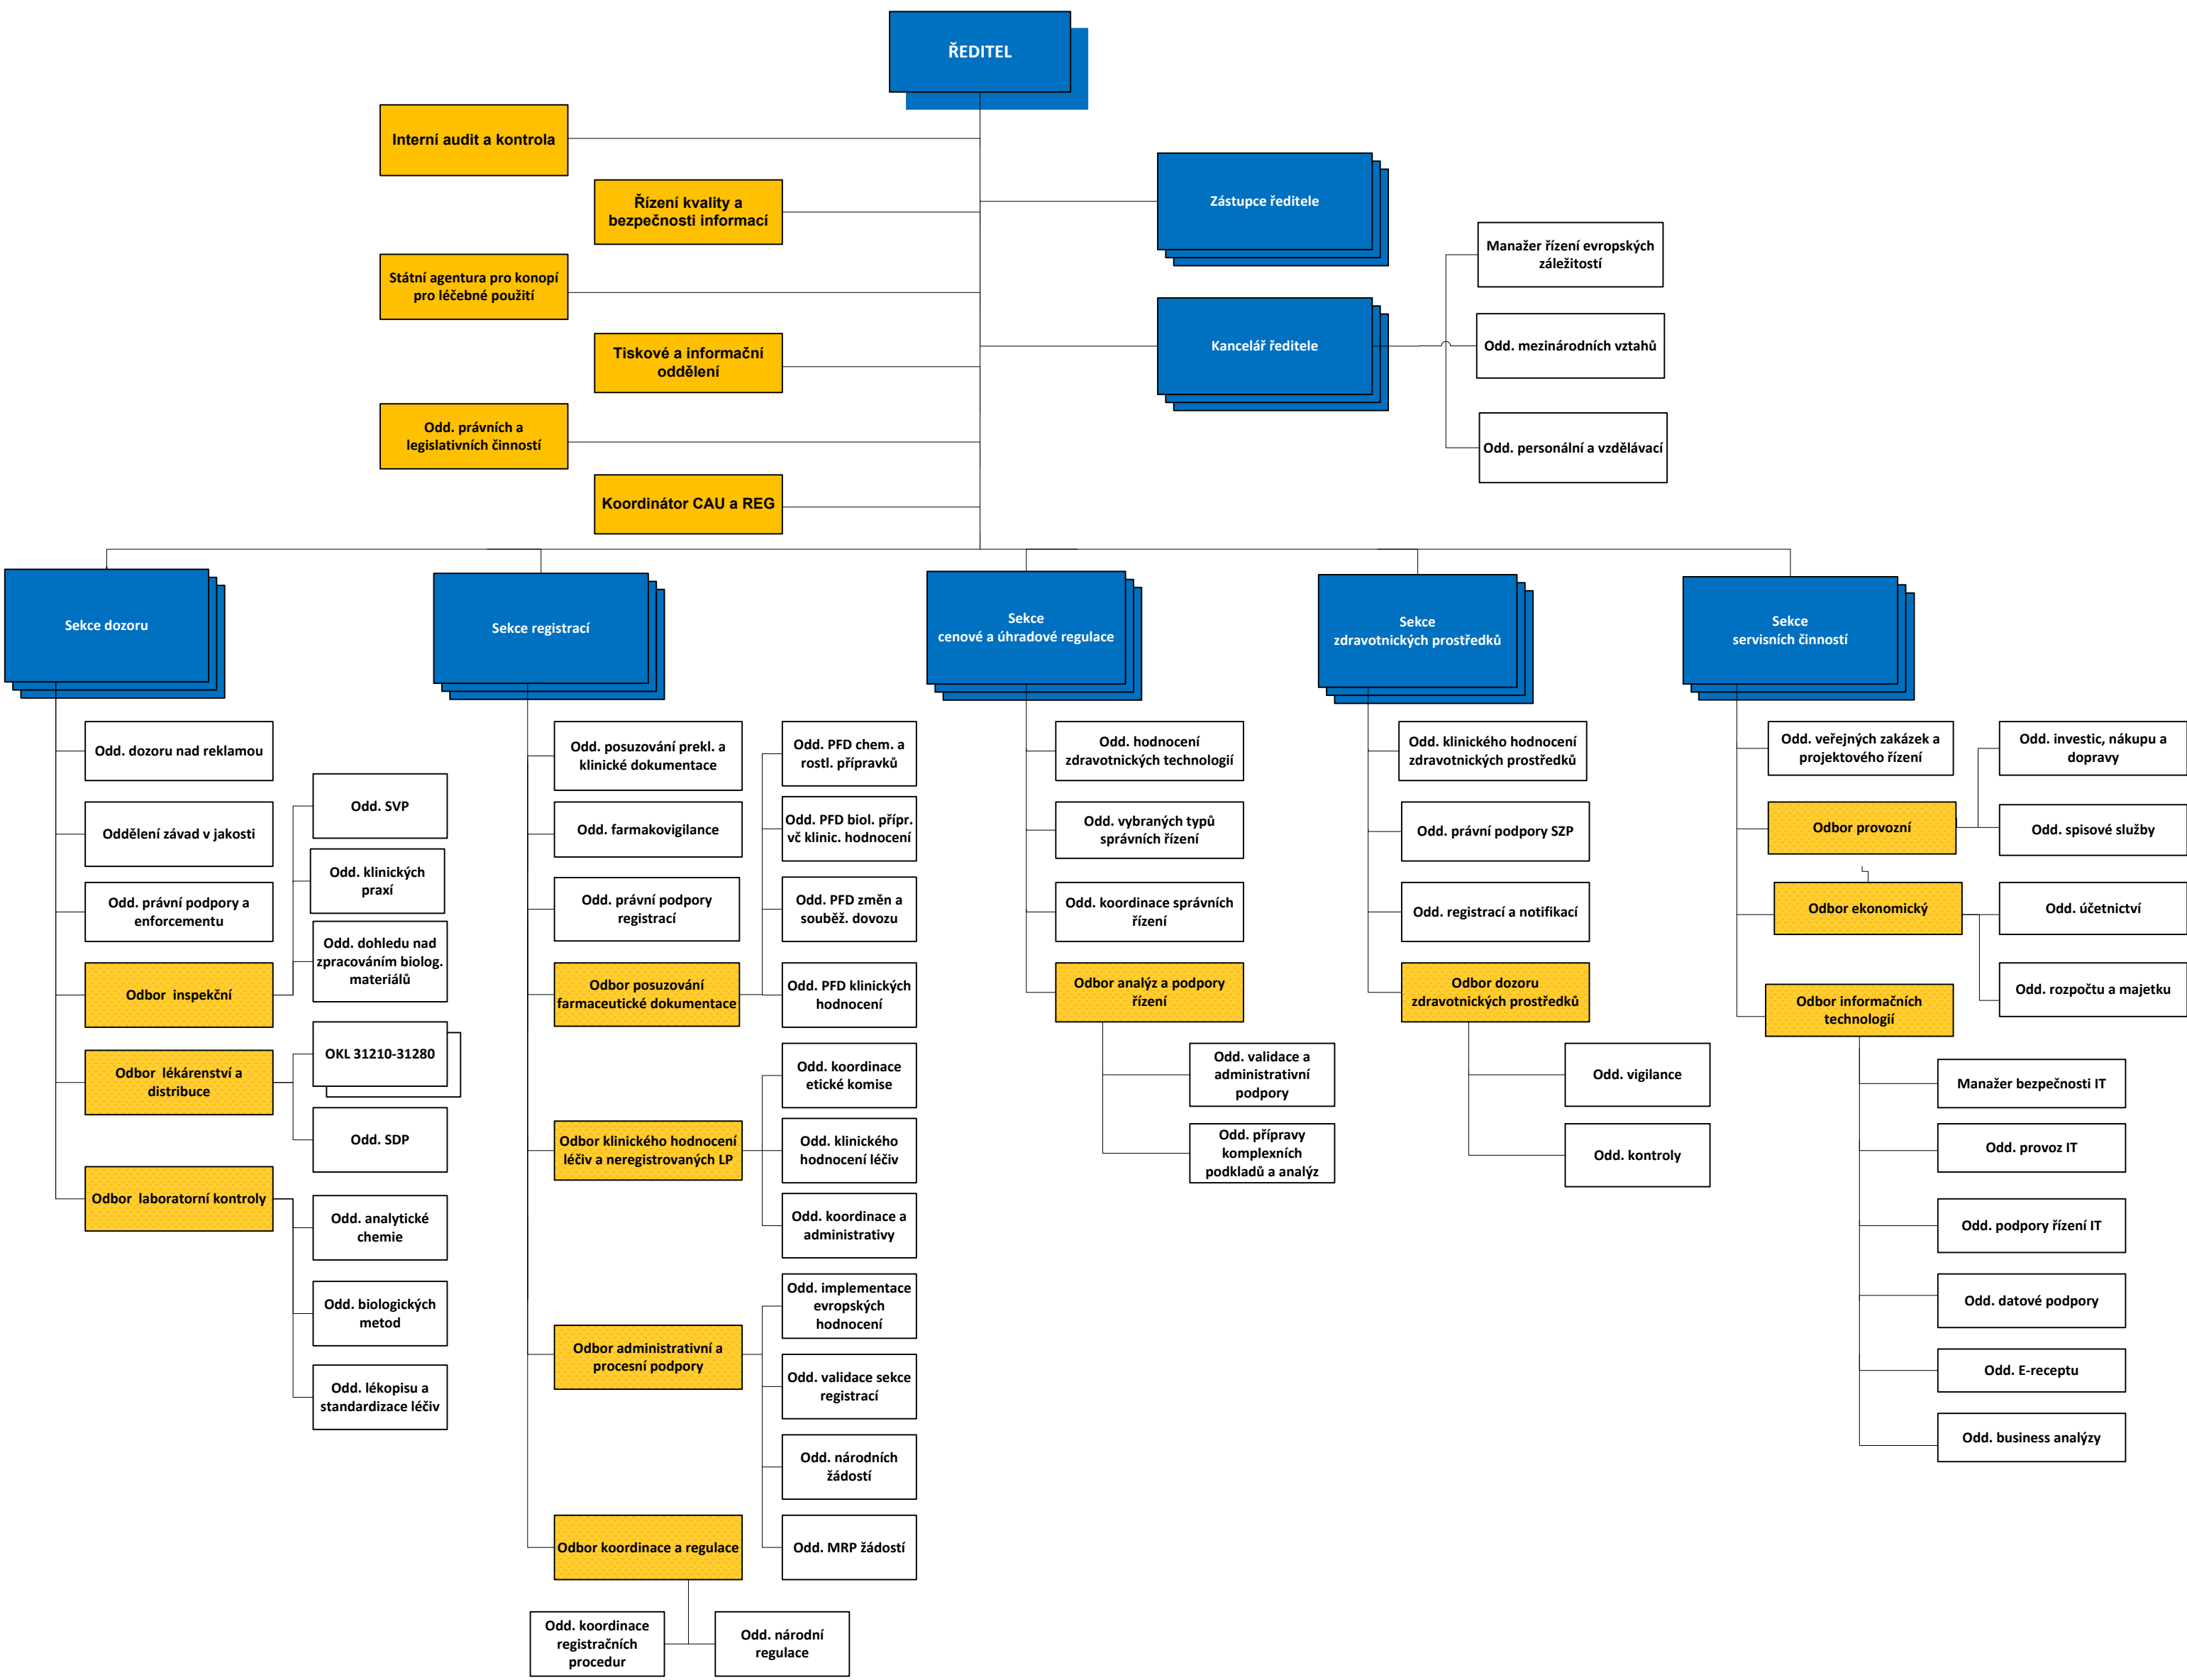 ŘEDITEL
Interní audit a kontrola
Řízení kvality a
bezpečnosti informací
Státní agentura pro konopí
pro léčebné použití
Tiskové a informační
oddělení
Odd. právních a
legislativních činností
Koordinátor CAU a REG
Zástupce ředitele
Kancelář ředitele
Manažer řízení evropských
záležitostí
Odd. mezinárodních vztahů
Odd. personální a vzdělávací
Sekce dozoru
Odd. dozoru nad reklamou
Oddělení závad v jakosti
Odd. právní podpory a
enforcementu
Odbor  inspekční
Odd. SVP
Odd. klinických
praxí
Odd. dohledu nad
zpracováním biolog.
materiálů
Odbor  lékárenství a
distribuce
OKL 31210-31280
Odd. SDP
Odbor  laboratorní kontroly
Odd. analytické
chemie
Odd. biologických
metod
Odd. lékopisu a
standardizace léčiv
Sekce registrací
Odd. posuzování prekl. a
klinické dokumentace
Odd. farmakovigilance
Odd. právní podpory
registrací
Odbor posuzování
farmaceutické dokumentace
Odd. PFD chem. a
rostl. přípravků
Odd. PFD biol. přípr.
vč klinic. hodnocení
Odd. PFD změn a
souběž. dovozu
Odd. PFD klinických
hodnocení
Odbor klinického hodnocení
léčiv a neregistrovaných LP
Odd. koordinace
etické komise
Odd. klinického
hodnocení léčiv
Odd. koordinace a
administrativy
Odbor administrativní a
procesní podpory
Odd. implementace
evropských
hodnocení
Odd. validace sekce
registrací
Odd. národních
žádostí
Odd. MRP žádostí
Odbor koordinace a regulace
Odd. koordinace
registračních
procedur
Odd. národní
regulace
Sekce
cenové a úhradové regulace
Odd. hodnocení
zdravotnických technologií
Odd. vybraných typů
správních řízení
Odd. koordinace správních
řízení
Odbor analýz a podpory
řízení
Odd. validace a
administrativní
podpory
Odd. přípravy
komplexních
podkladů a analýz
Sekce
zdravotnických prostředků
Odd. klinického hodnocení
zdravotnických prostředků
Odd. právní podpory SZP
Odd. registrací a notifikací
Odbor dozoru
zdravotnických prostředků
Odd. vigilance
Odd. kontroly
Sekce
servisních činností
Odd. veřejných zakázek a
projektového řízení
Odbor provozní
Odd. investic, nákupu a
dopravy
Odd. spisové služby
Odbor ekonomický
Odd. účetnictví
Odd. rozpočtu a majetku
Odbor informačních
technologií
Manažer bezpečnosti IT
Odd. provoz IT
Odd. podpory řízení IT
Odd. datové podpory
Odd. E-receptu
Odd. business analýzy